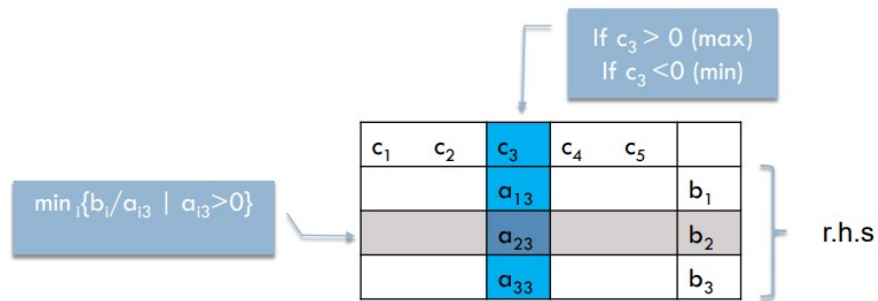 If c₃ > 0 (max)
If c₃ <0 (min)
c₁ c₂ c₃ c₄ c₅
min ᵢ{bᵢ/aᵢ₃ | aᵢ₃>0}
a₁₃ b₁
a₂₃ b₂
r.h.s
a₃₃ b₃